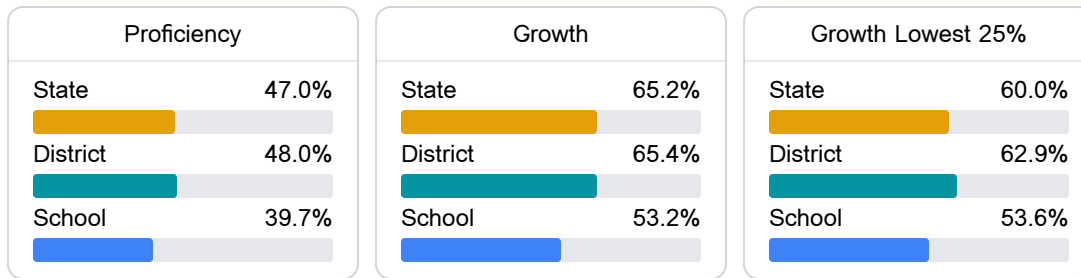 Proficiency
State 47.0%
District 48.0%
School 39.7%
Growth
State 65.2%
District 65.4%
School 53.2%
Growth Lowest 25%
State 60.0%
District 62.9%
School 53.6%